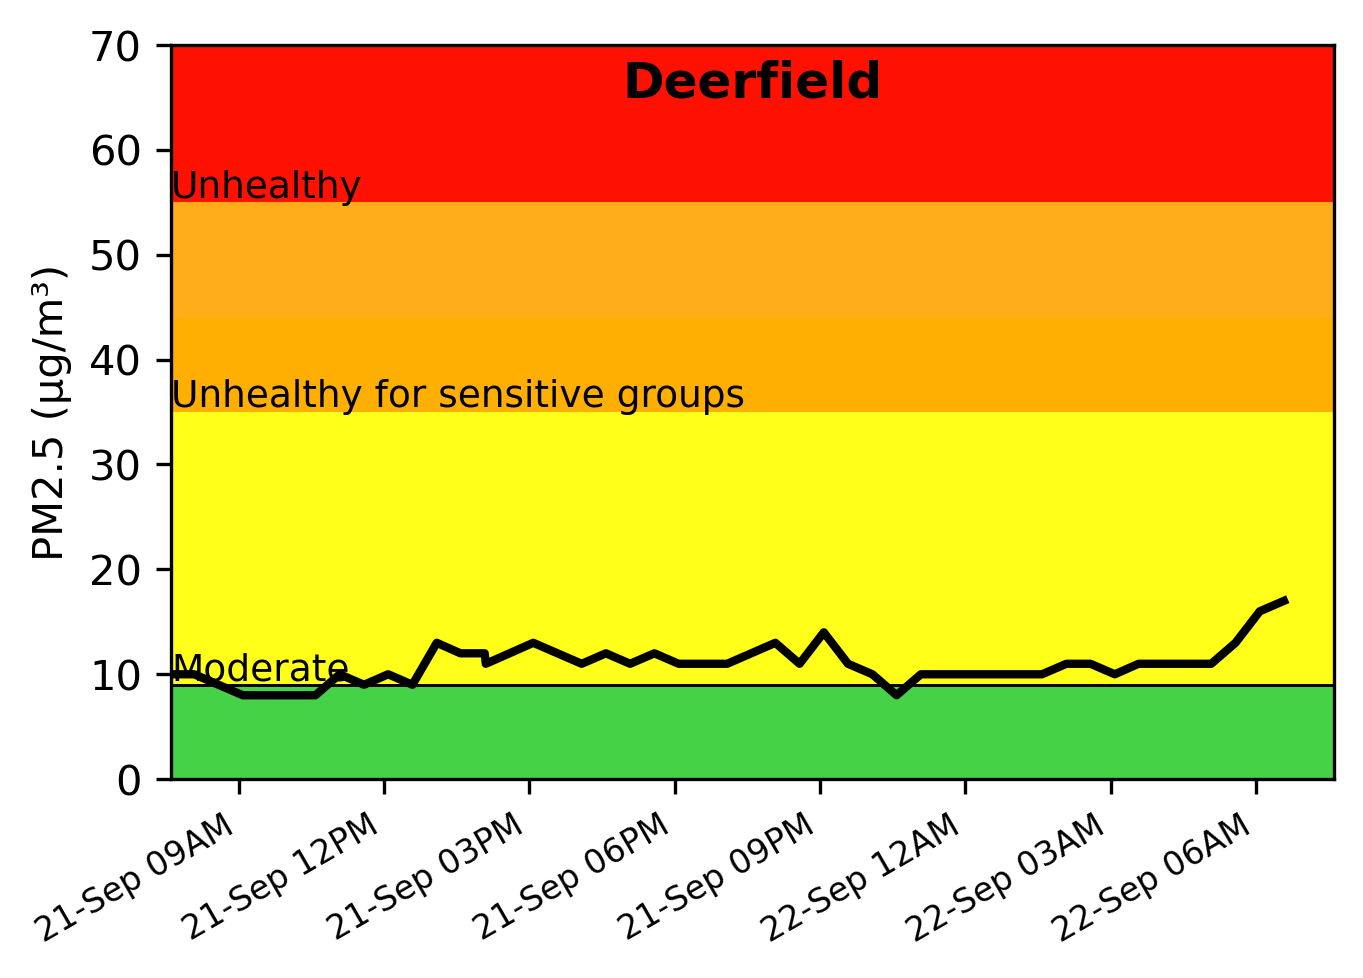 Deerfield
PM2.5 (µg/m³)
70
60
50
40
30
20
10
0
Unhealthy
Unhealthy for sensitive groups
Moderate
21-Sep 09AM
21-Sep 12PM
21-Sep 03PM
21-Sep 06PM
21-Sep 09PM
22-Sep 12AM
22-Sep 03AM
22-Sep 06AM